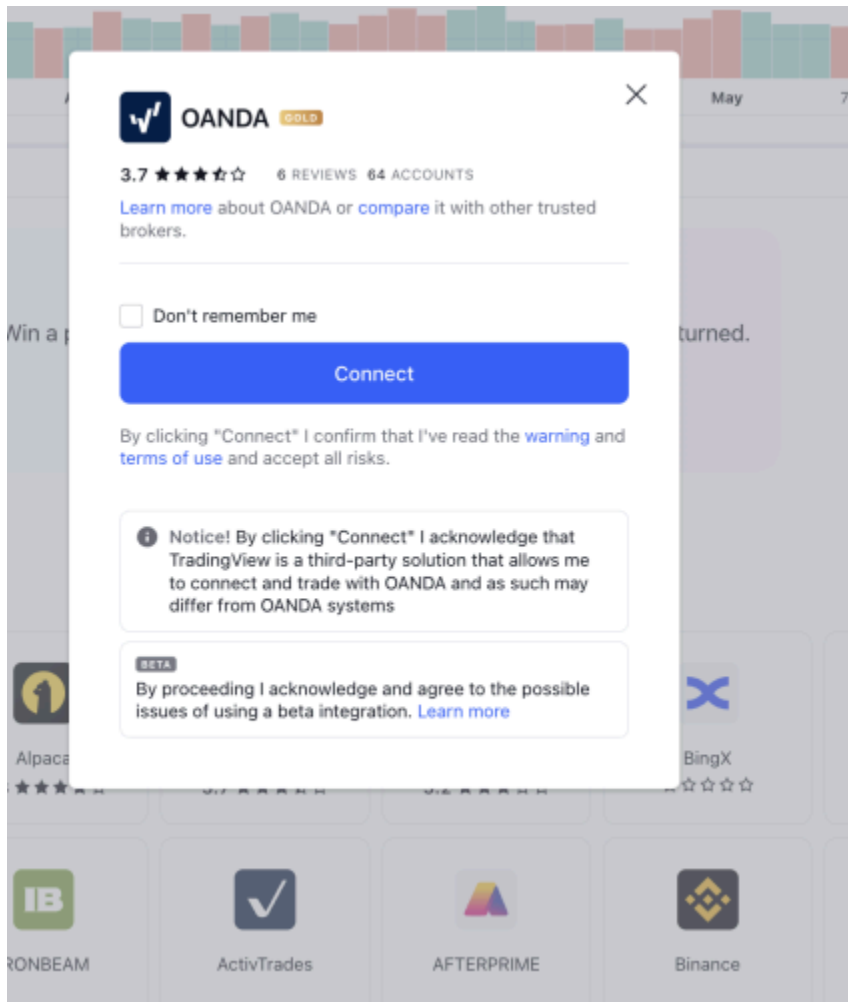 May
7
OANDA GOLD
3.7 6 REVIEWS 64 ACCOUNTS
Learn more about OANDA or compare it with other trusted
brokers.
Don't remember me
Win a
turned.
Connect
By clicking "Connect" I confirm that I've read the warning and
terms of use and accept all risks.
Notice! By clicking "Connect" I acknowledge that
TradingView is a third-party solution that allows me
to connect and trade with OANDA and as such may
differ from OANDA systems
BETA
By proceeding I acknowledge and agree to the possible
issues of using a beta integration. Learn more
Alpaca
BingX
IB
RONBEAM
ActivTrades
AFTERPRIME
Binance